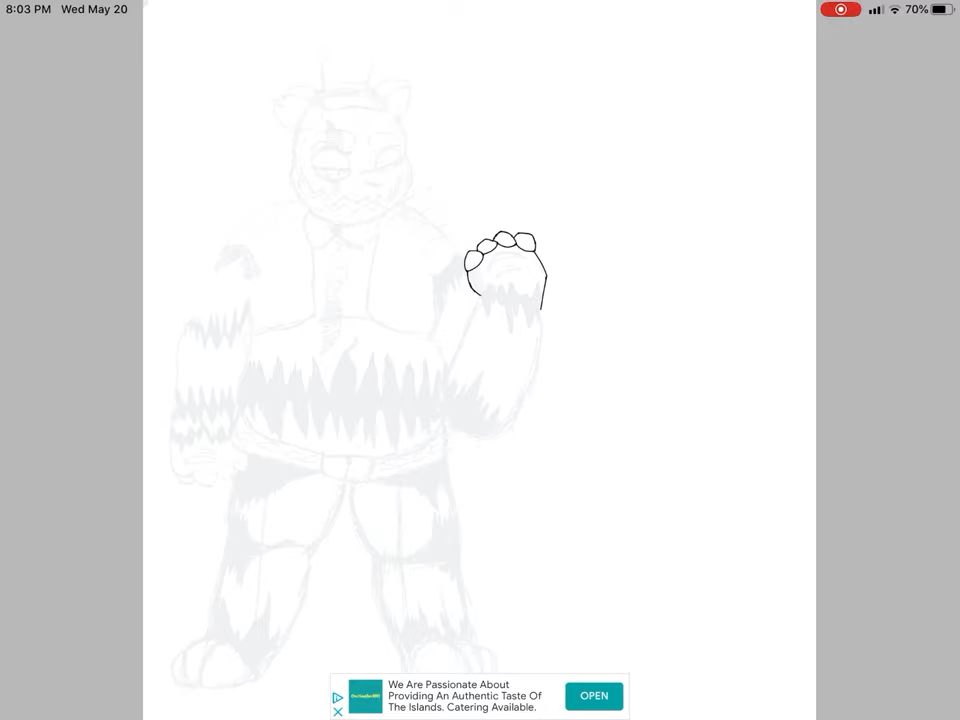 8:03 PM Wed May 20
70%
We Are Passionate About
Providing An Authentic Taste Of
The Islands. Catering Available.
OPEN